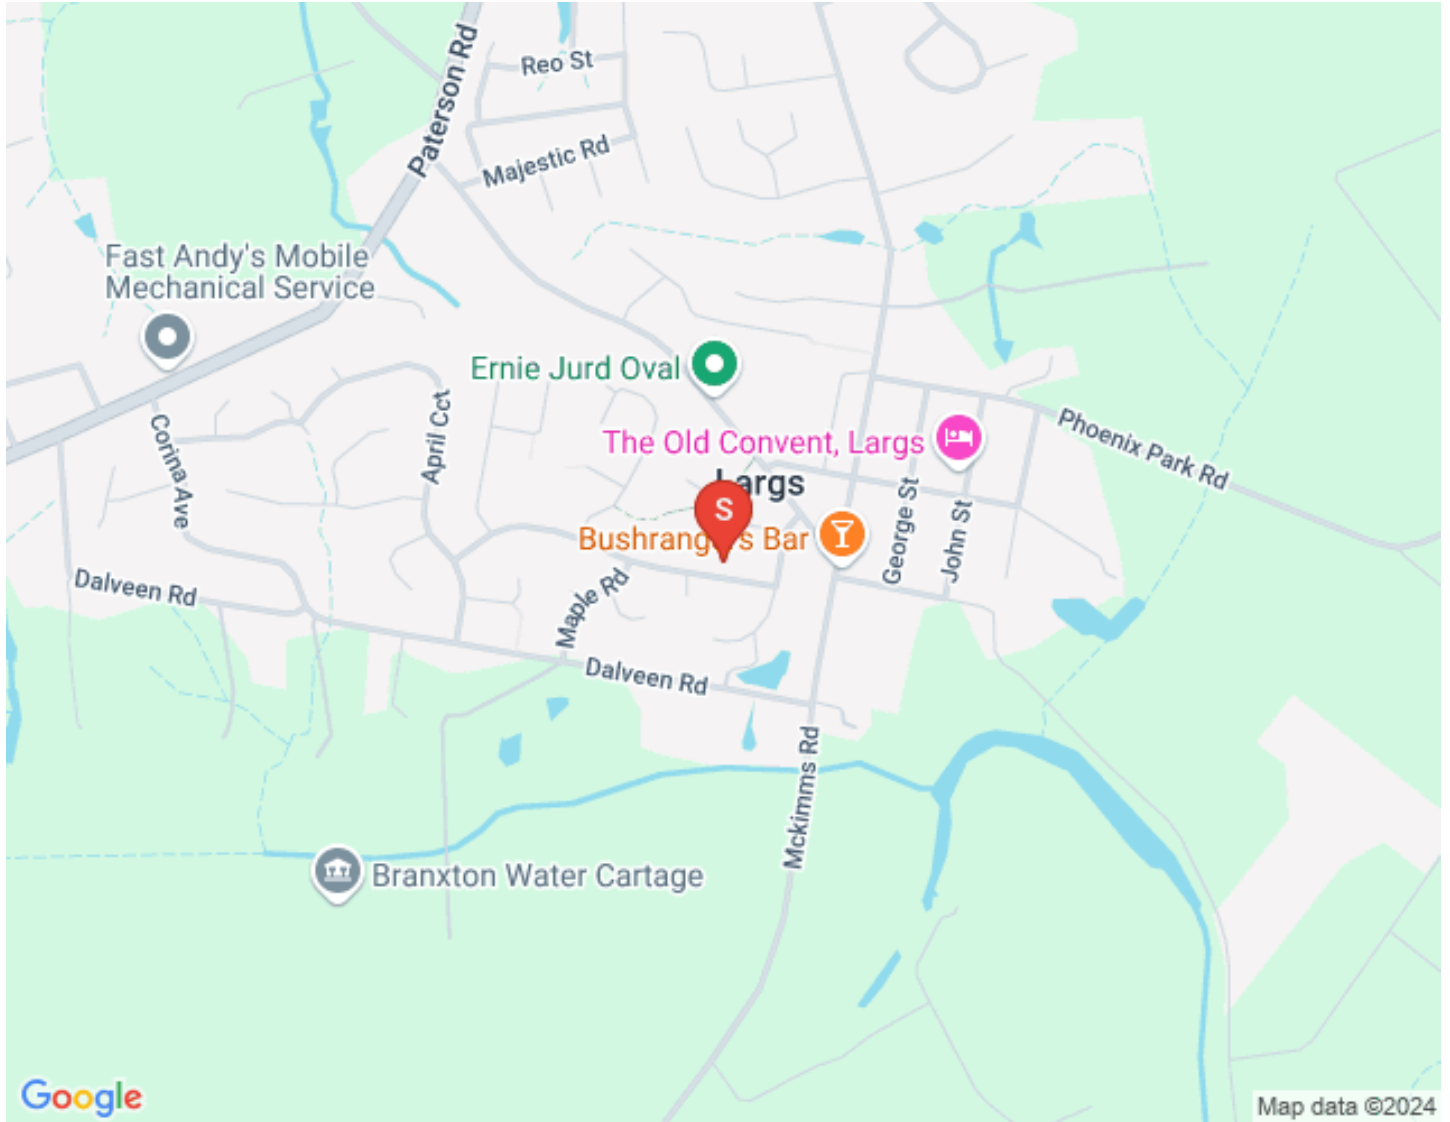 Reo St
Paterson Rd
Majestic Rd
Fast Andy's Mobile
Mechanical Service
Ernie Jurd Oval
Corina Ave
April Cct
The Old Convent, Largs
Phoenix Park Rd
Largs
S
Bushranger's Bar
George St
John St
Dalveen Rd
Maple Rd
Dalveen Rd
Mckimms Rd
Branxton Water Cartage
Google
Map data ©2024